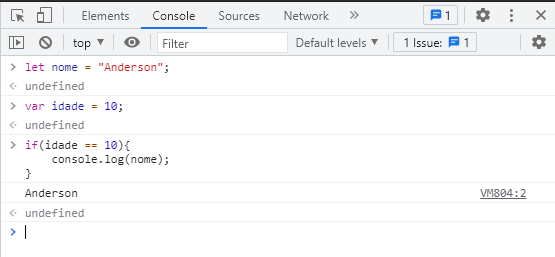 Elements Console Sources Network » 1
top ▼ Filter Default levels ▼ 1 Issue: 1
> let nome = "Anderson";
undefined
> var idade = 10;
undefined
> if(idade == 10){
console.log(nome);
}
Anderson VM804:2
undefined
>